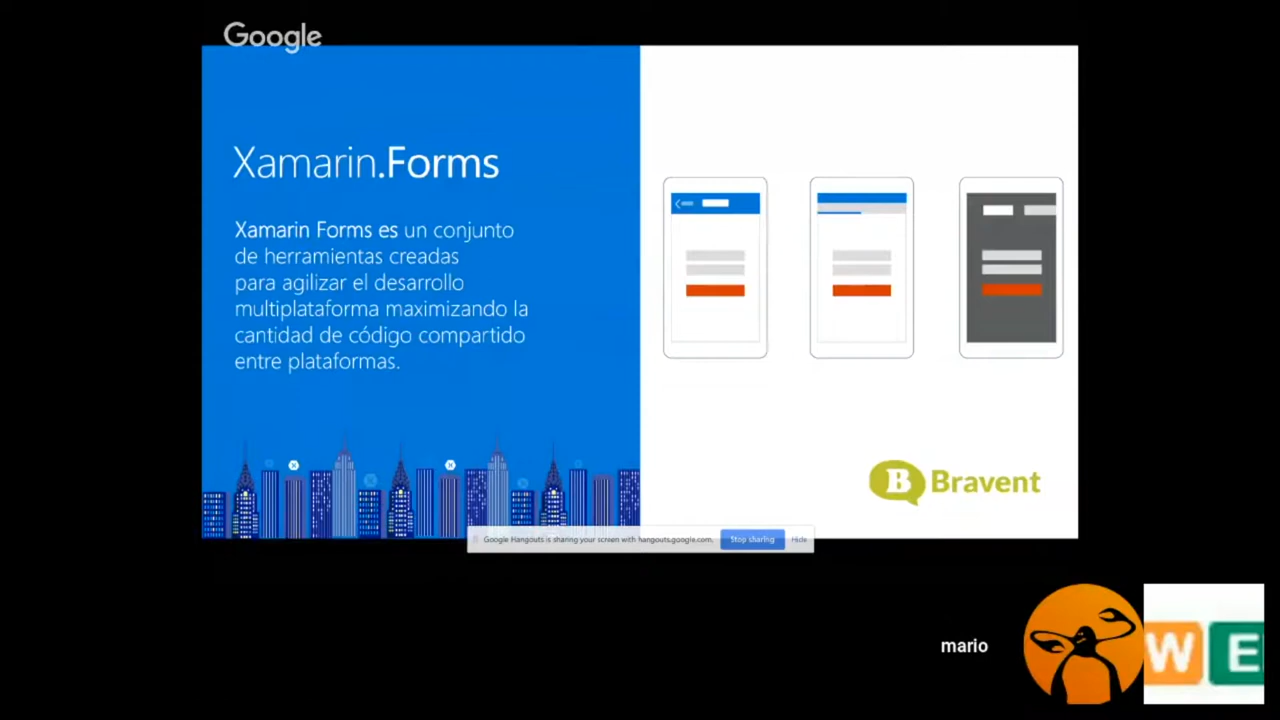 Google
Xamarin.Forms
Xamarin Forms es un conjunto
de herramientas creadas
para agilizar el desarrollo
multiplataforma maximizando la
cantidad de código compartido
entre plataformas.
B Bravent
Google Hangouts is sharing your screen with hangouts.google.com. Stop sharing Hide
mario
W E